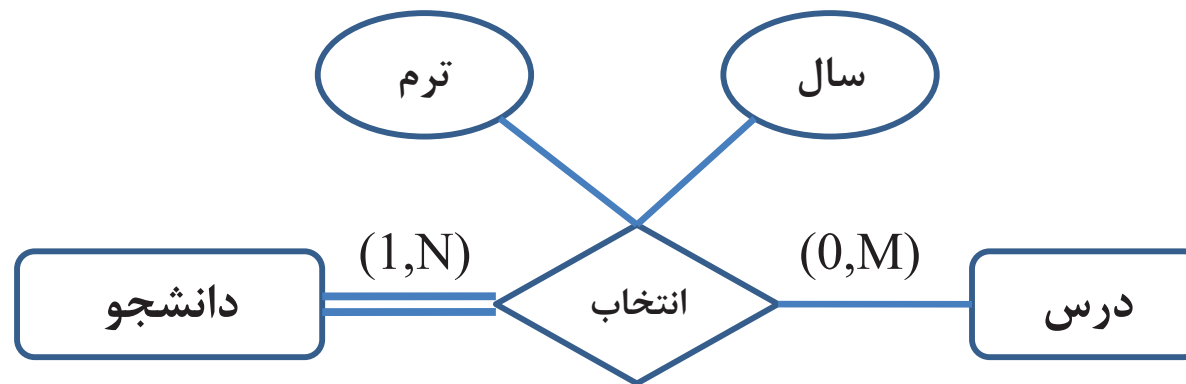 سال
ترم
(0,M)
(1,N)
درس
انتخاب
دانشجو